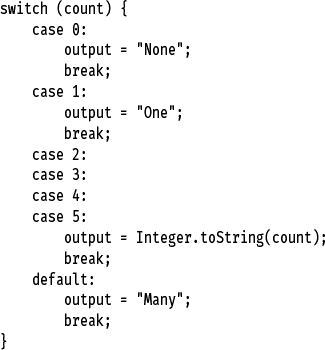 switch (count) {
    case 0:
        output = "None";
        break;
    case 1:
        output = "One";
        break;
    case 2:
    case 3:
    case 4:
    case 5:
        output = Integer.toString(count);
        break;
    default:
        output = "Many";
        break;
}